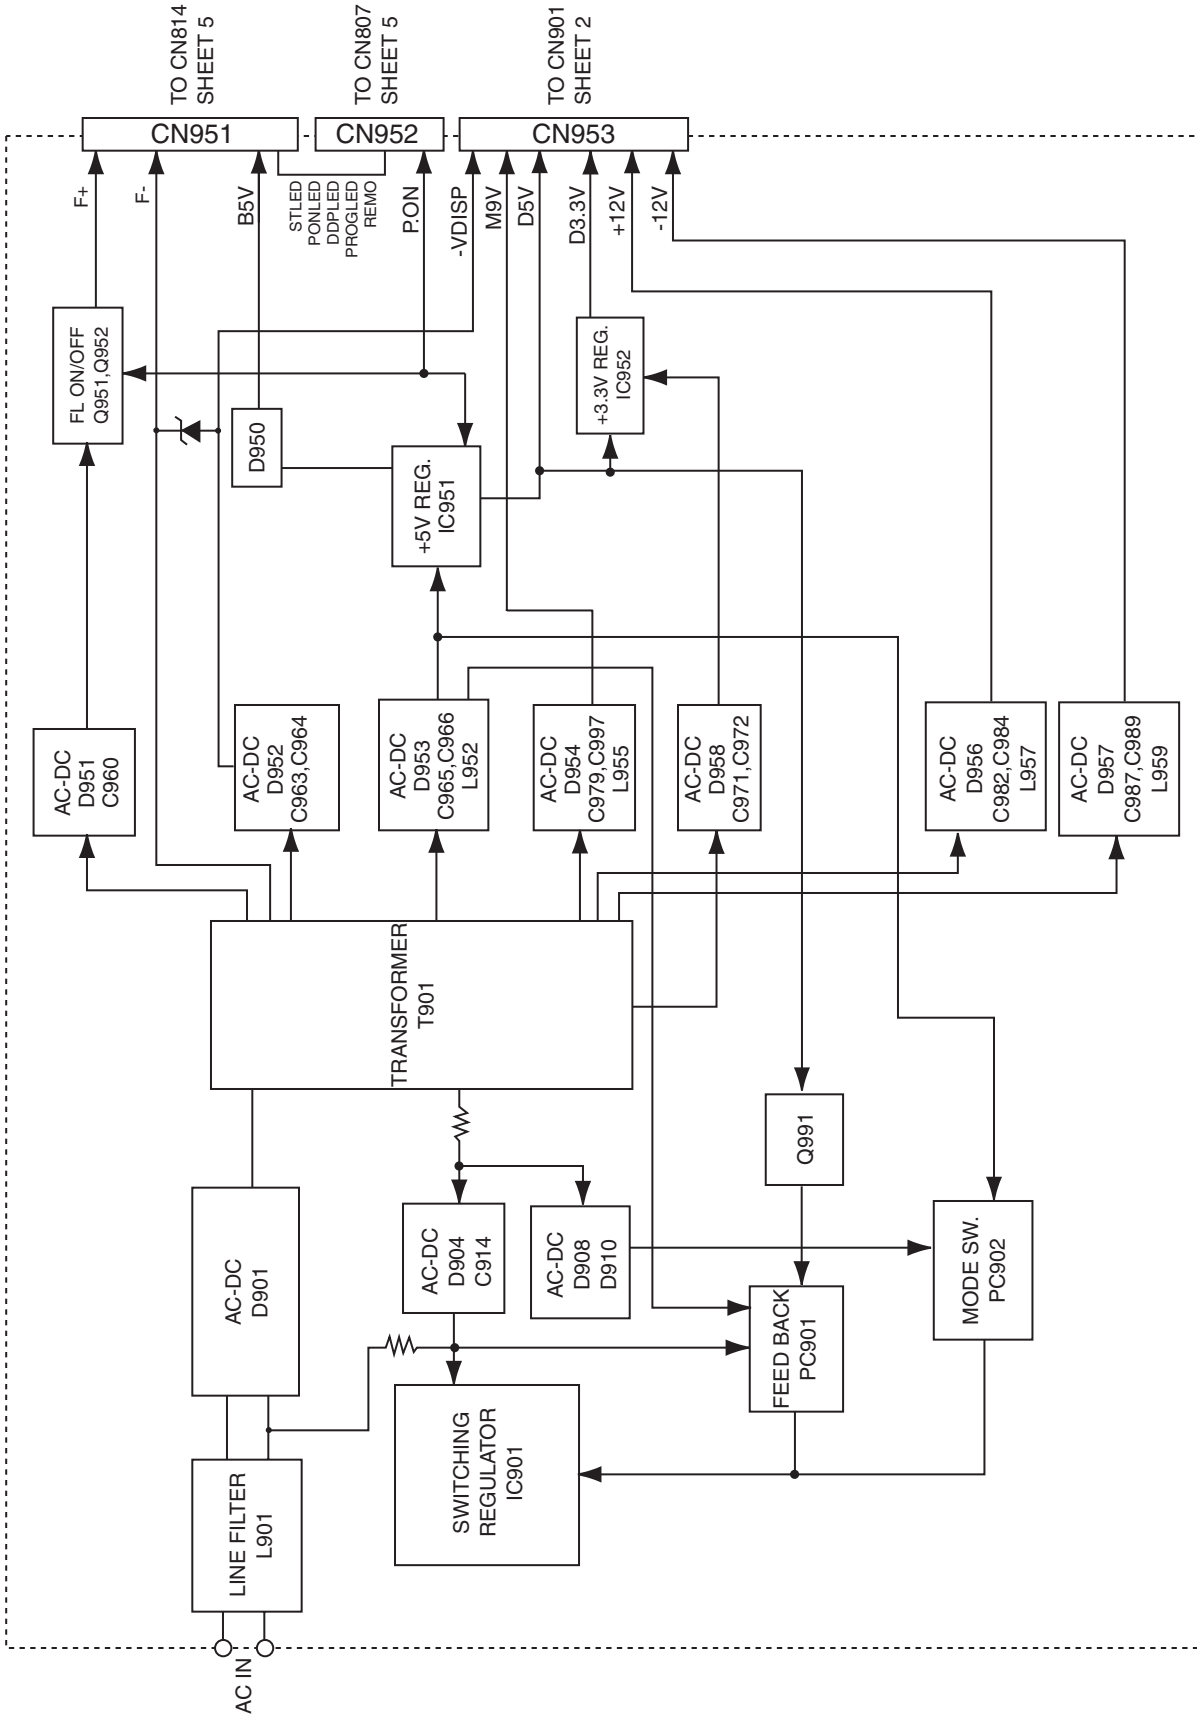 AC IN
LINE FILTER
L901
AC-DC
D901
SWITCHING
REGULATOR
IC901
AC-DC
D904
C914
AC-DC
D908
D910
FEED BACK
PC901
MODE SW.
PC902
Q991
TRANSFORMER
T901
AC-DC
D951
C960
AC-DC
D952
C963,C964
AC-DC
D953
C965,C966
L952
AC-DC
D954
C979,C997
L955
AC-DC
D958
C971,C972
AC-DC
D956
C982,C984
L957
AC-DC
D957
C987,C989
L959
FL ON/OFF
Q951,Q952
D950
+5V REG.
IC951
+3.3V REG.
IC952
F+
F-
B5V
STLED
PONLED
DDPLED
PROGLED
REMO
P.ON
-VDISP
M9V
D5V
D3.3V
+12V
-12V
CN951
CN952
CN953
TO CN814
SHEET 5
TO CN807
SHEET 5
TO CN901
SHEET 2